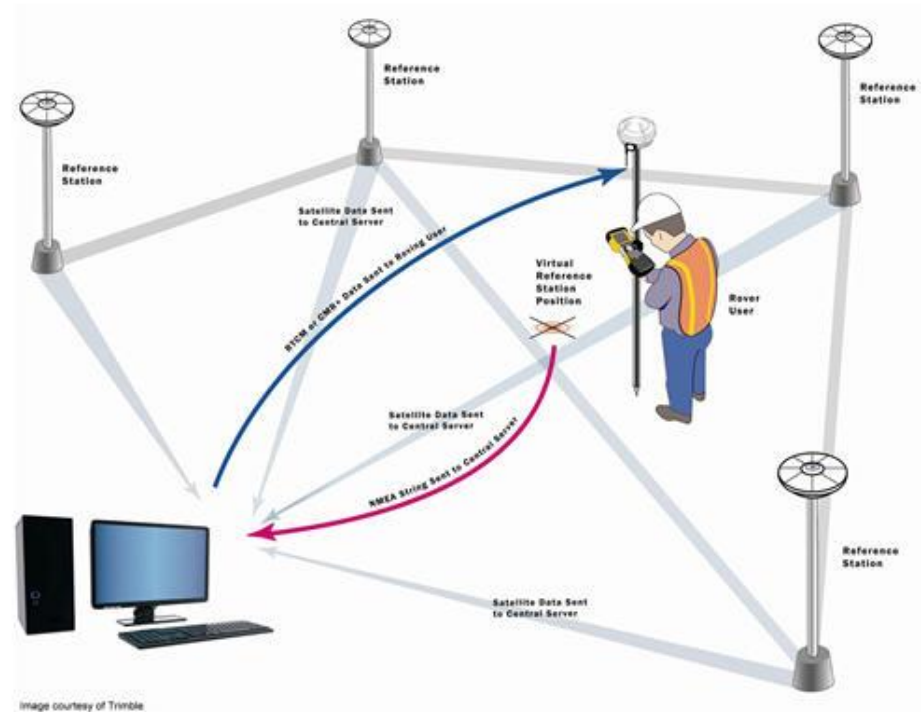 Reference
Station
Reference
Station
Reference
Station
Satellite Data Sent
to Central Server
RTCM or CMR+ Data Sent to Roving User
Virtual
Reference
Station
Position
Rover
User
Satellite Data Sent
to Central Server
NMEA String Sent to Central Server
Reference
Station
Satellite Data Sent
to Central Server
Image courtesy of Trimble